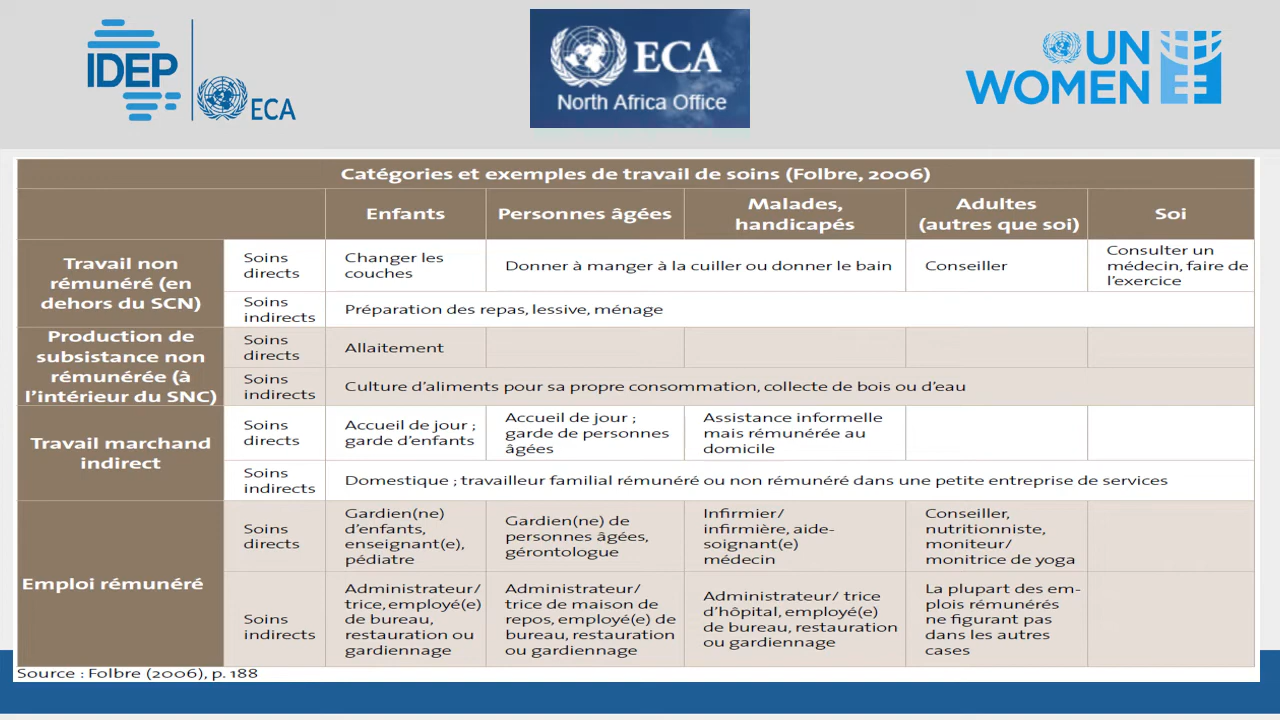 IDEP
ECA
ECA
North Africa Office
UN
WOMEN
Catégories et exemples de travail de soins (Folbre, 2006)
Enfants
Personnes âgées
Malades,
handicapés
Adultes
(autres que soi)
Soi
Travail non
rémunéré (en
dehors du SCN)
Soins
directs
Changer les
couches
Donner à manger à la cuiller ou donner le bain
Conseiller
Consulter un
médecin, faire de
l’exercice
Soins
indirects
Préparation des repas, lessive, ménage
Production de
subsistance non
rémunérée (à
l’intérieur du SNC)
Soins
directs
Allaitement
Soins
indirects
Culture d’aliments pour sa propre consommation, collecte de bois ou d’eau
Travail marchand
indirect
Soins
directs
Accueil de jour ;
garde d’enfants
Accueil de jour ;
garde de personnes
âgées
Assistance informelle
mais rémunérée au
domicile
Soins
indirects
Domestique ; travailleur familial rémunéré ou non rémunéré dans une petite entreprise de services
Emploi rémunéré
Soins
directs
Gardien(ne)
d’enfants,
enseignant(e),
pédiatre
Gardien(ne) de
personnes âgées,
gérontologue
Infirmier/
infirmière, aide-
soignant(e)
médecin
Conseiller,
nutritionniste,
moniteur/
monitrice de yoga
Soins
indirects
Administrateur/
trice, employé(e)
de bureau,
restauration ou
gardiennage
Administrateur/
trice de maison de
repos, employé(e) de
bureau, restauration
ou gardiennage
Administrateur/ trice
d’hôpital, employé(e)
de bureau, restauration
ou gardiennage
La plupart des em-
plois rémunérés
ne figurant pas
dans les autres
cases
Source : Folbre (2006), p. 188